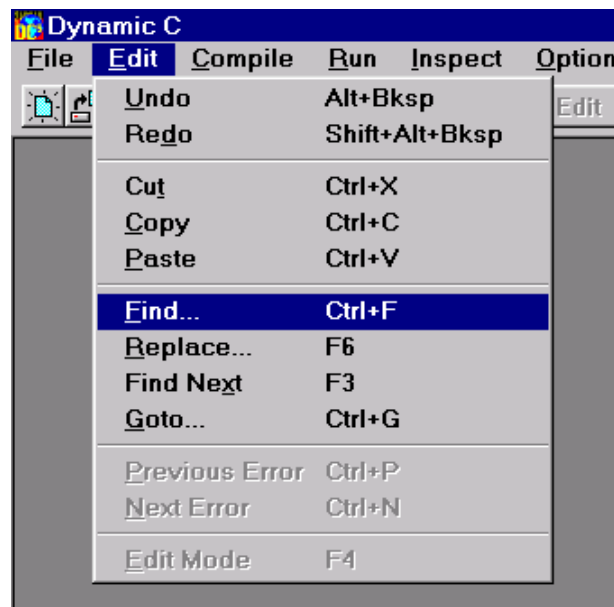 Dynamic C
File Edit Compile Run Inspect Option
Edit
Undo Alt+Bksp
Redo Shift+Alt+Bksp
Cut Ctrl+X
Copy Ctrl+C
Paste Ctrl+V
Find... Ctrl+F
Replace... F6
Find Next F3
Goto... Ctrl+G
Previous Error Ctrl+P
Next Error Ctrl+N
Edit Mode F4